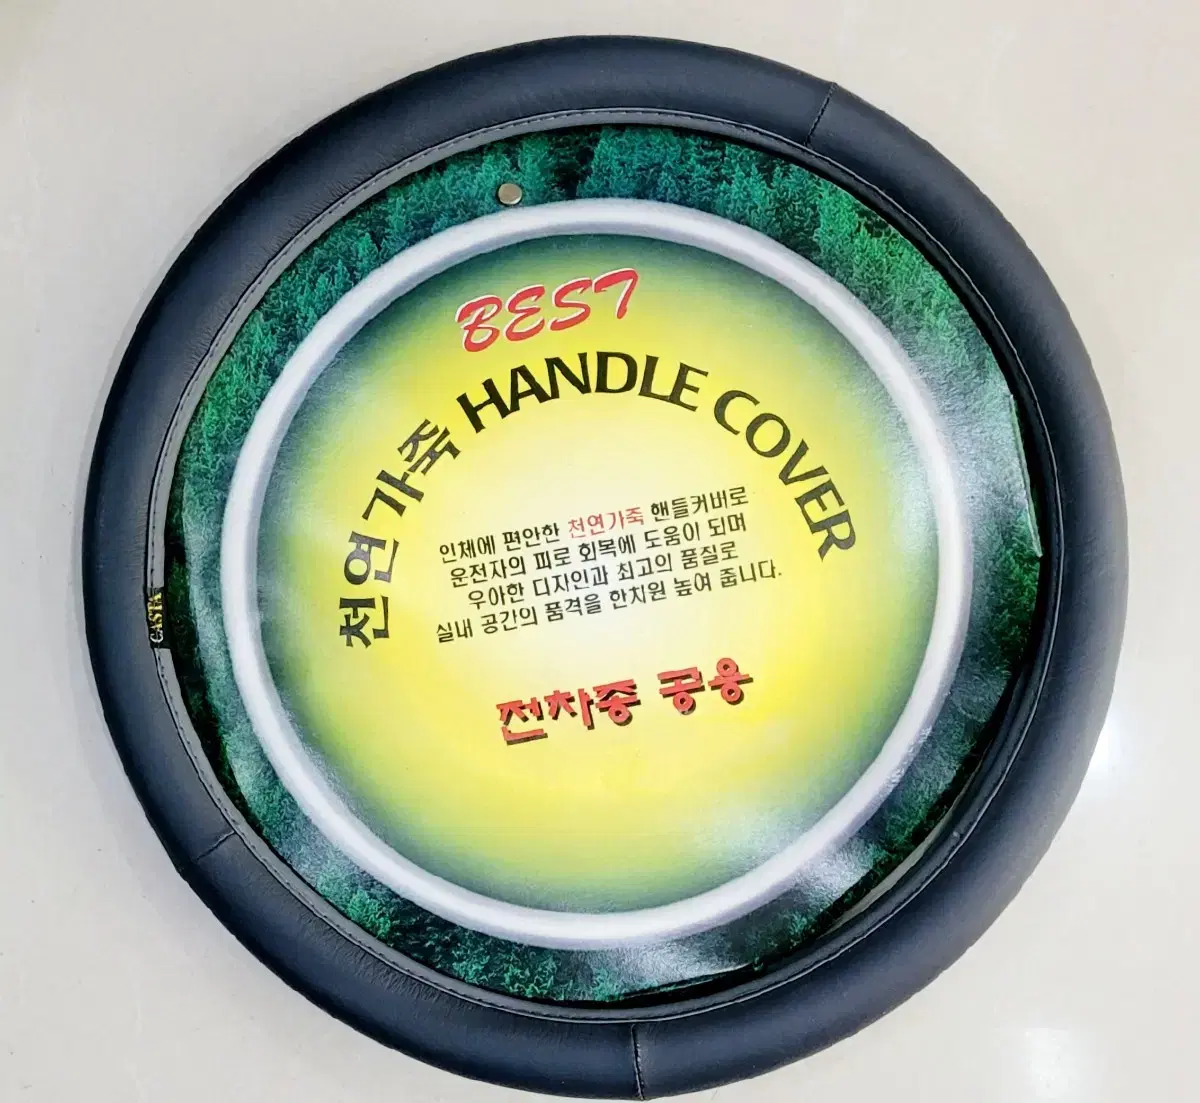 BEST
천연가죽 HANDLE COVER
인체에 편안한 천연가죽 핸들커버로
운전자의 피로 회복에 도움이 되며
우아한 디자인과 최고의 품질로
실내 공간의 품격을 한차원 높여 줍니다.
전차종 공용